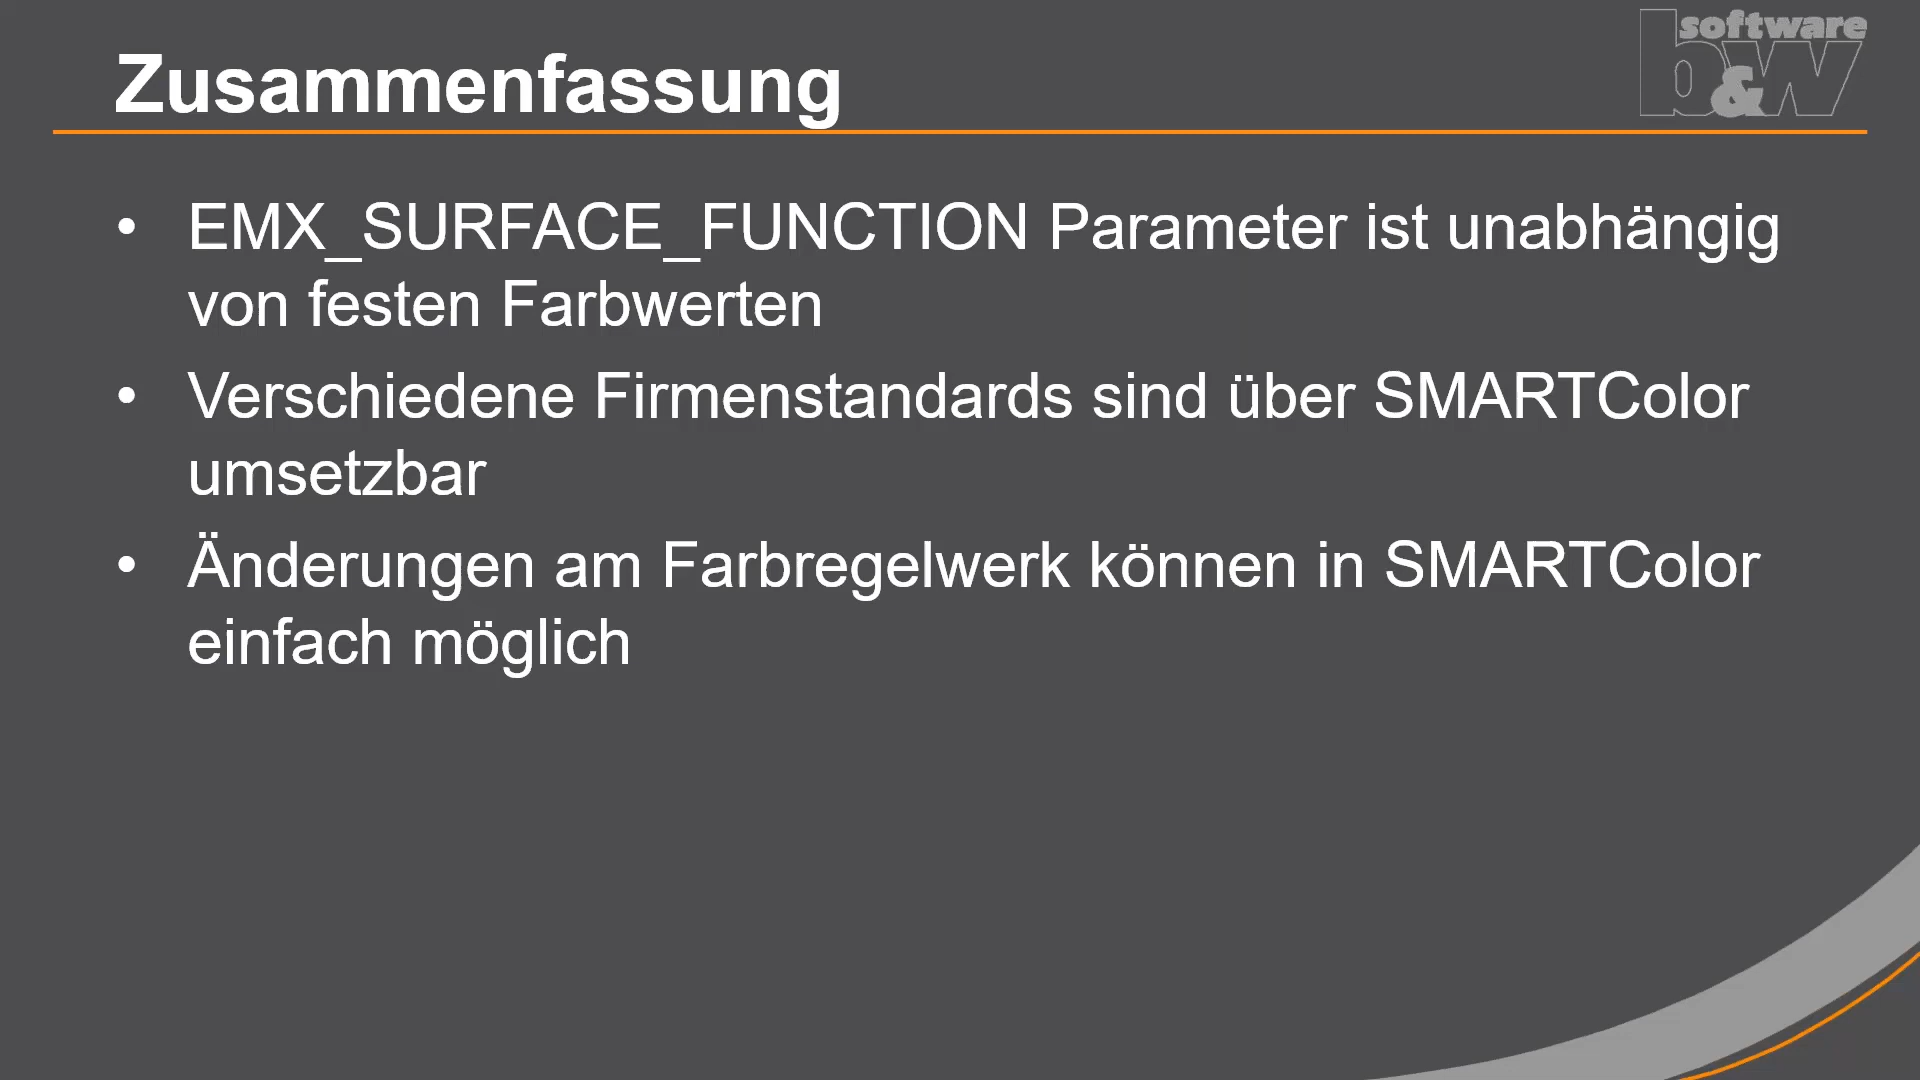 software
b&w
Zusammenfassung
• EMX_SURFACE_FUNCTION Parameter ist unabhängig
von festen Farbwerten
• Verschiedene Firmenstandards sind über SMARTColor
umsetzbar
• Änderungen am Farbregelwerk können in SMARTColor
einfach möglich